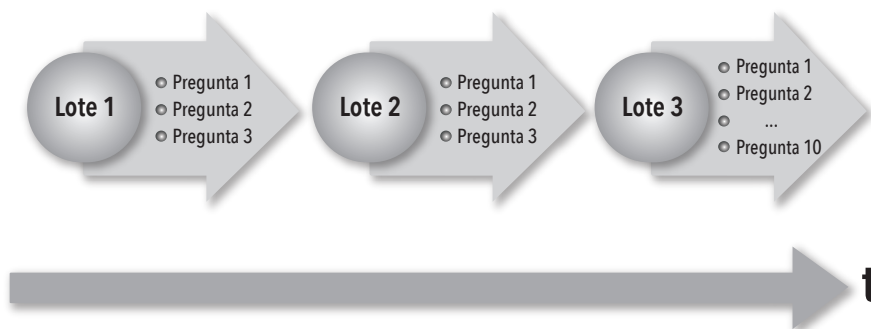 Lote 1
Pregunta 1
Pregunta 2
Pregunta 3
Lote 2
Pregunta 1
Pregunta 2
Pregunta 3
Lote 3
Pregunta 1
Pregunta 2
...
Pregunta 10
t